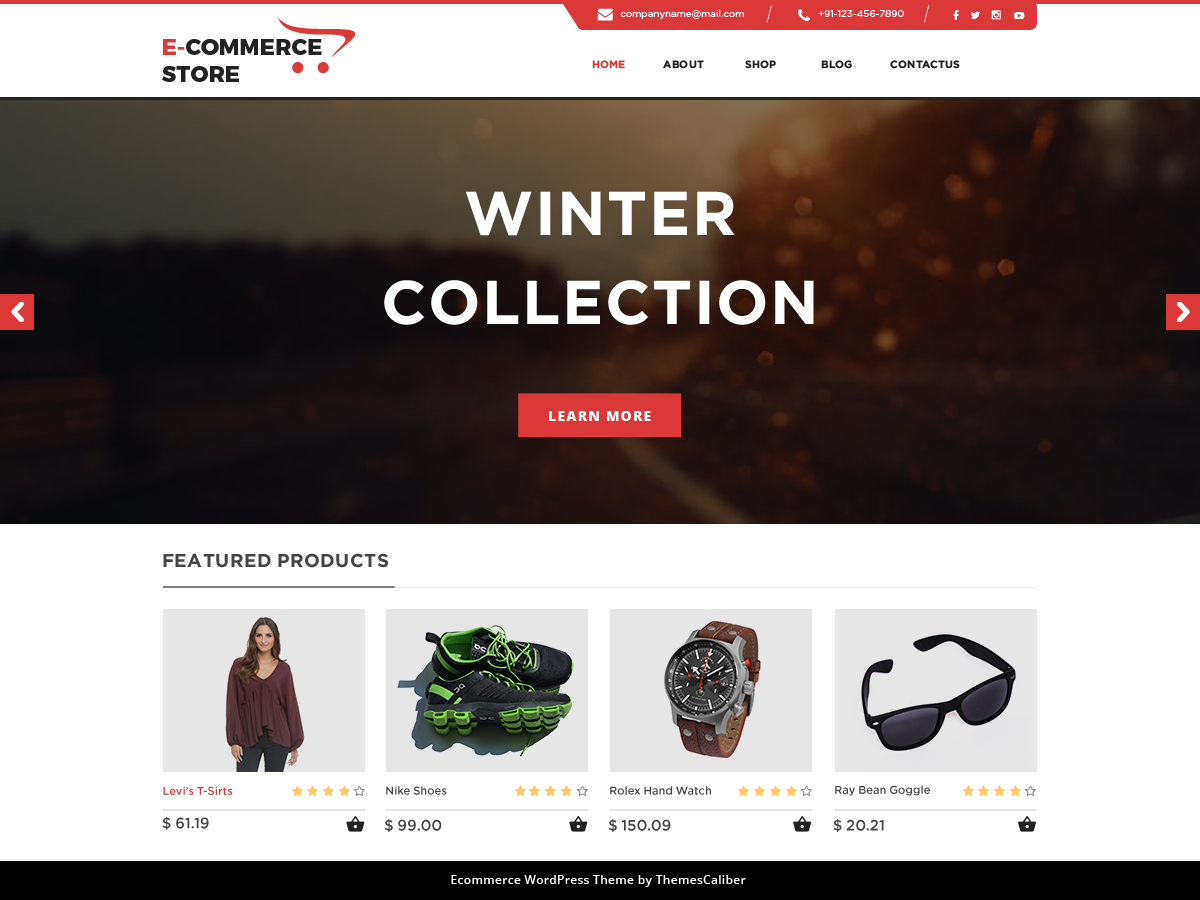 companyname@mail.com
+91-123-456-7890
E-COMMERCE
STORE
HOME
ABOUT
SHOP
BLOG
CONTACTUS
WINTER
COLLECTION
LEARN MORE
FEATURED PRODUCTS
Levi's T-Sirts
Nike Shoes
Rolex Hand Watch
Ray Bean Goggle
$ 61.19
$ 99.00
$ 150.09
$ 20.21
Ecommerce WordPress Theme by ThemesCaliber